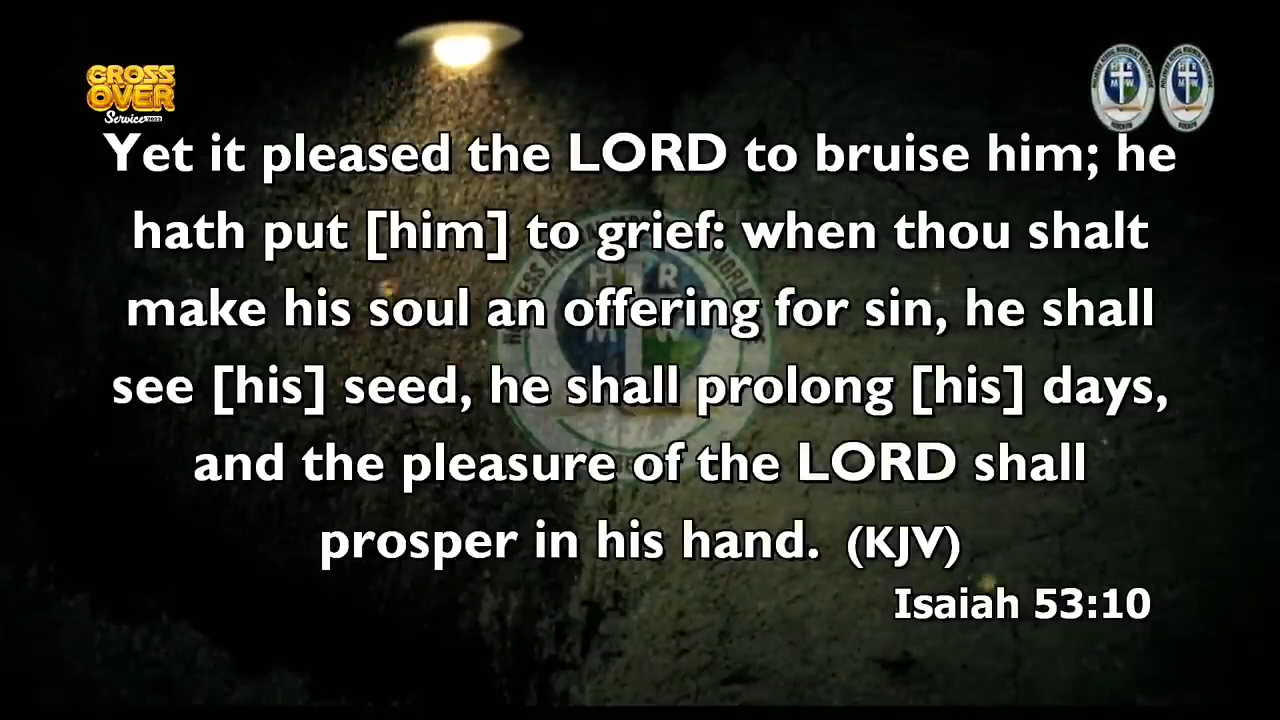 CROSS
OVER
Service 2022
H R
M W
H R
M W
Yet it pleased the LORD to bruise him; he
hath put [him] to grief: when thou shalt
make his soul an offering for sin, he shall
see [his] seed, he shall prolong [his] days,
and the pleasure of the LORD shall
prosper in his hand. (KJV)
Isaiah 53:10